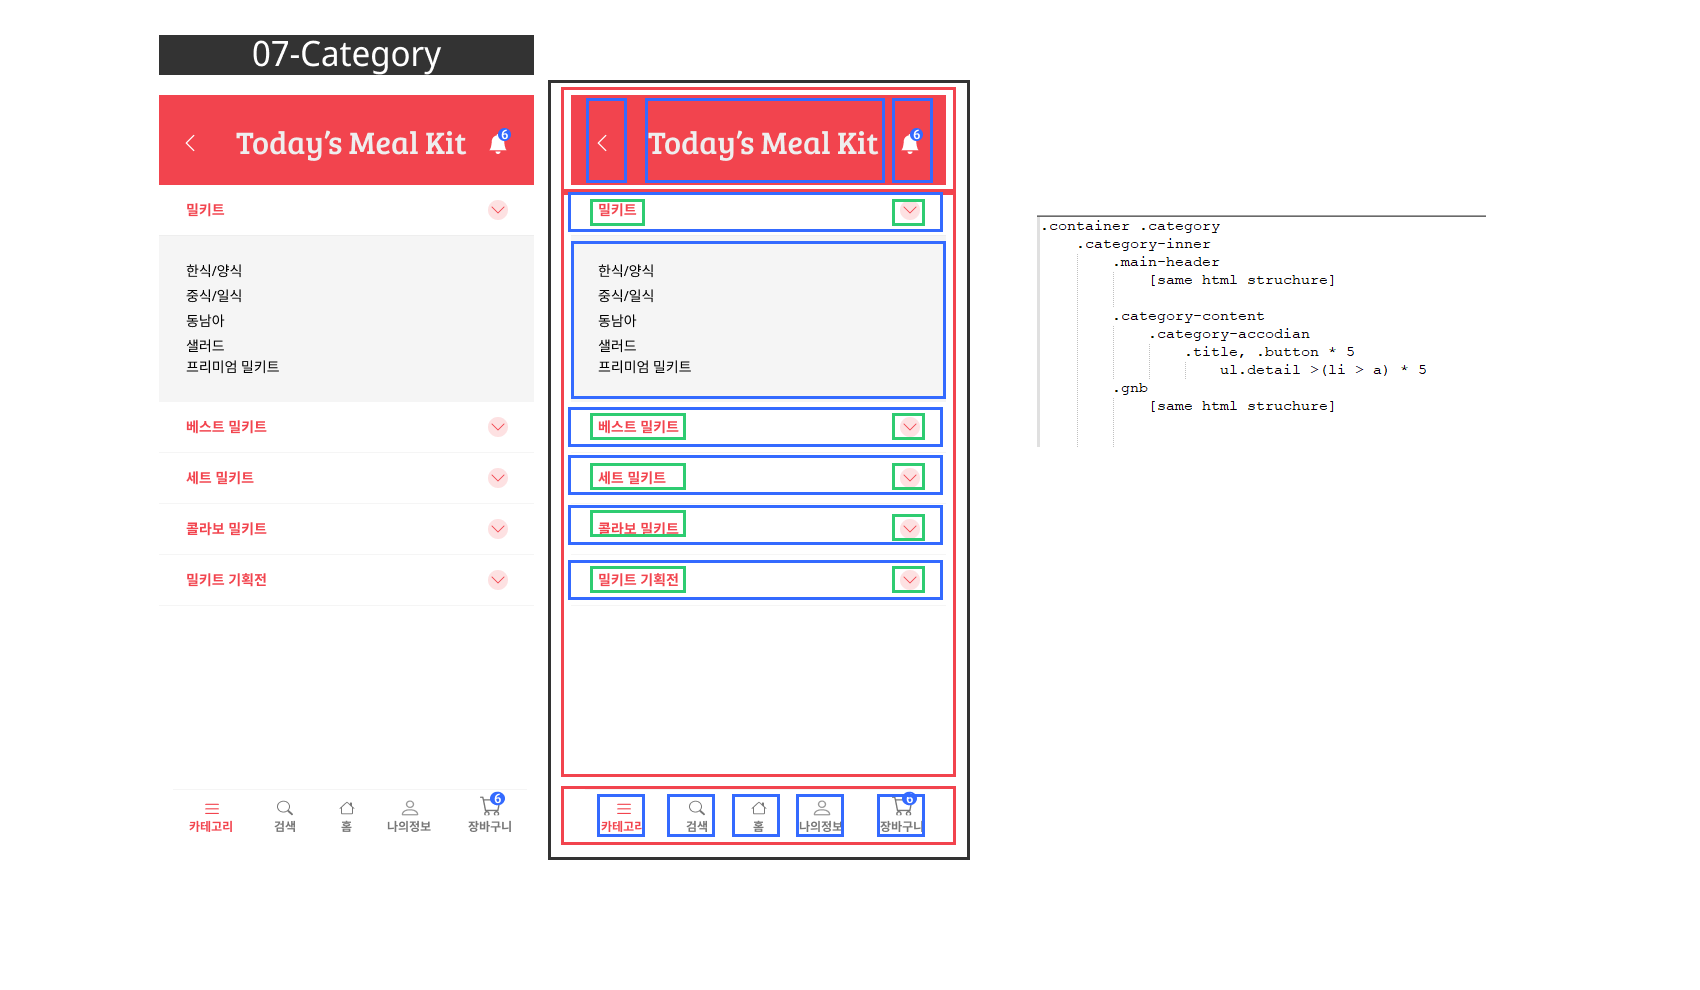 07-Category
Today's Meal Kit
6
밀키트
한식/양식
중식/일식
동남아
샐러드
프리미엄 밀키트
베스트 밀키트
세트 밀키트
콜라보 밀키트
밀키트 기획전
6
카테고리 검색 홈 나의정보 장바구니
Today's Meal Kit
6
밀키트
한식/양식
중식/일식
동남아
샐러드
프리미엄 밀키트
베스트 밀키트
세트 밀키트
콜라보 밀키트
밀키트 기획전
6
카테고리 검색 홈 나의정보 장바구니
.container .category
.category-inner
.main-header
[same html struchure]
.category-content
.category-accodian
.title, .button * 5
ul.detail >(li > a) * 5
.gnb
[same html struchure]